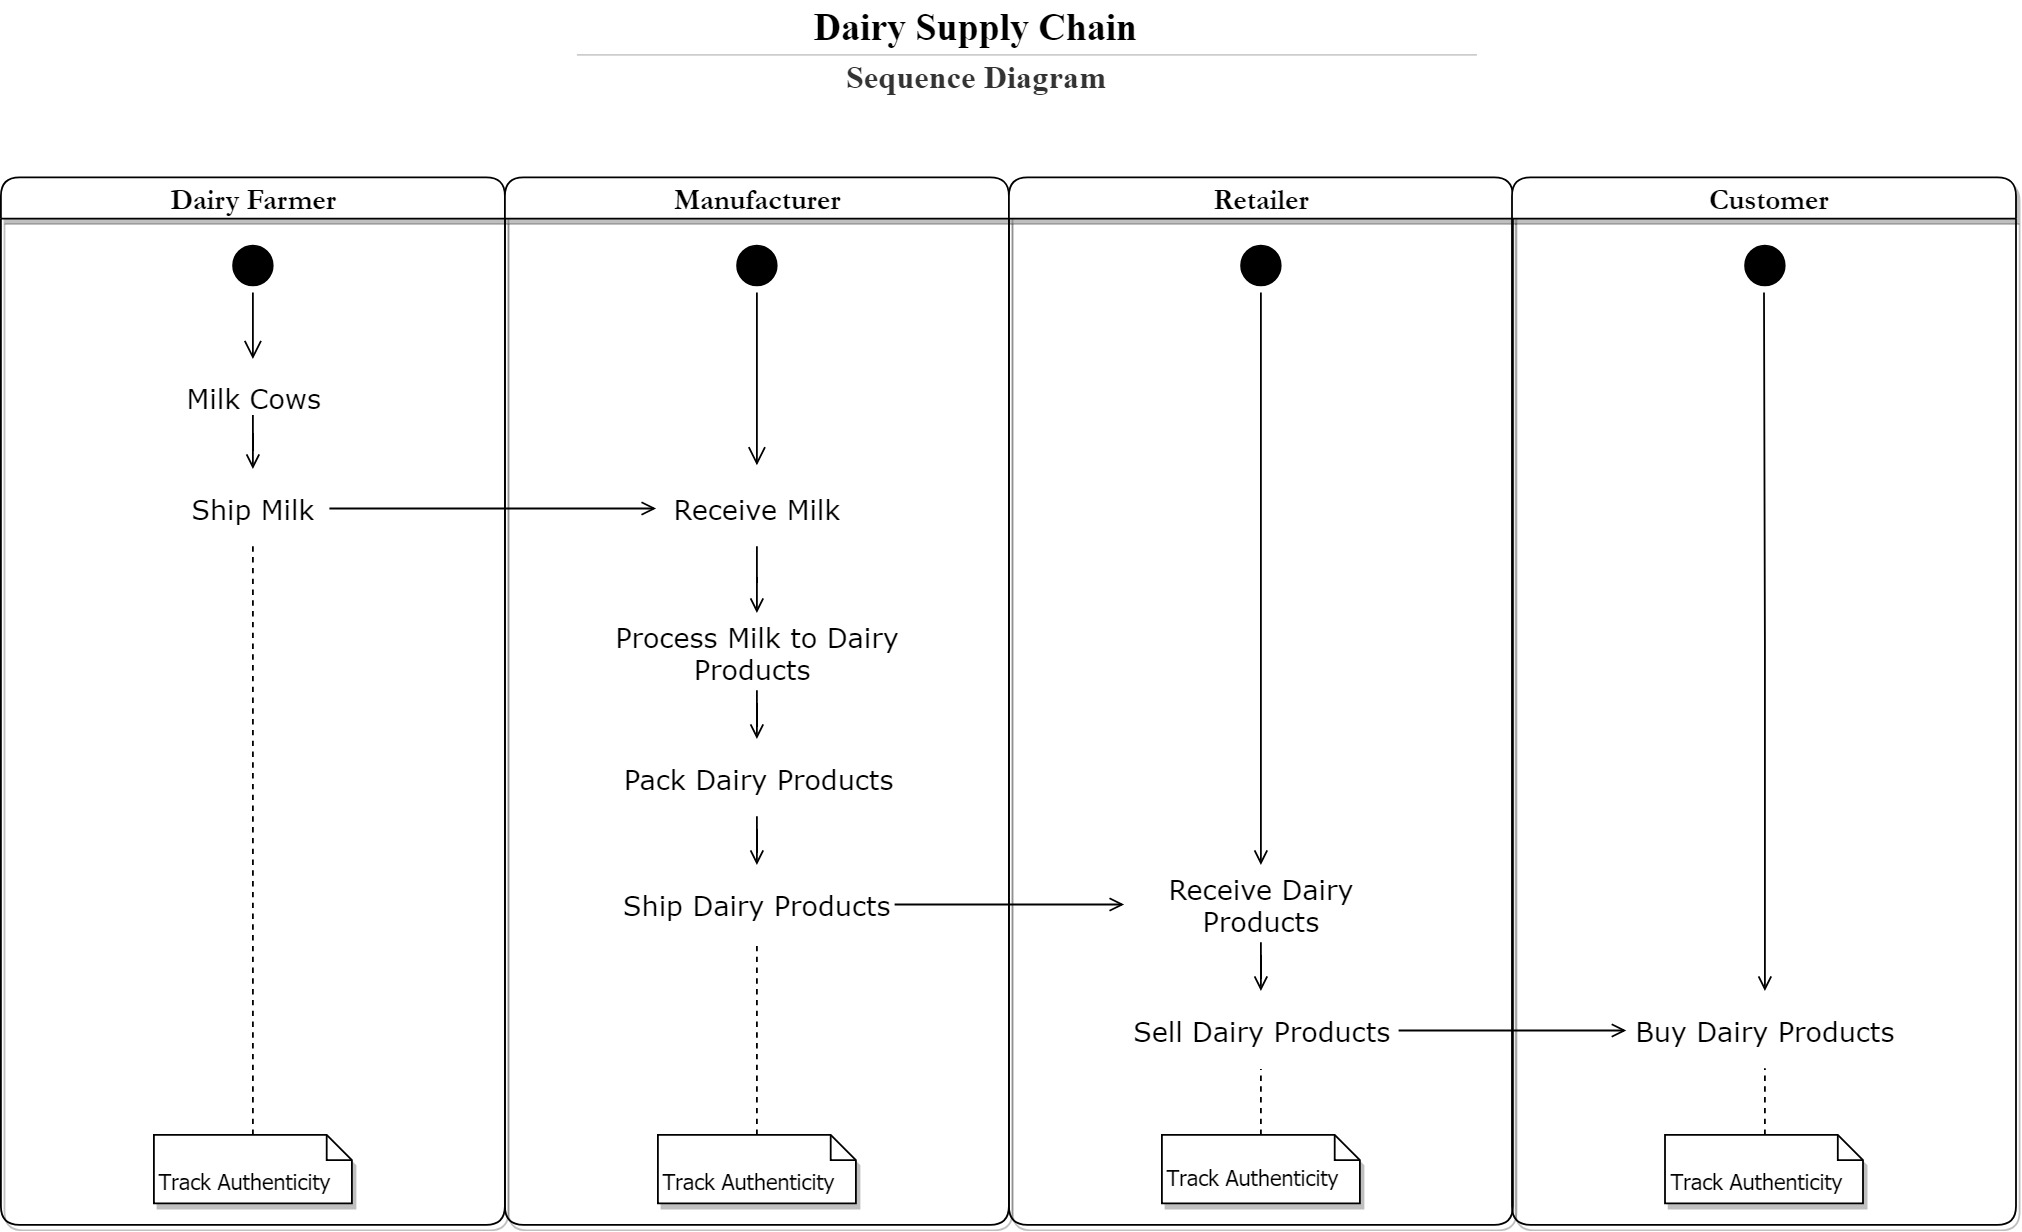 Dairy Supply Chain
Sequence Diagram
Dairy Farmer
Manufacturer
Retailer
Customer
Milk Cows
Ship Milk
Receive Milk
Process Milk to Dairy
Products
Pack Dairy Products
Ship Dairy Products
Receive Dairy
Products
Sell Dairy Products
Buy Dairy Products
Track Authenticity
Track Authenticity
Track Authenticity
Track Authenticity